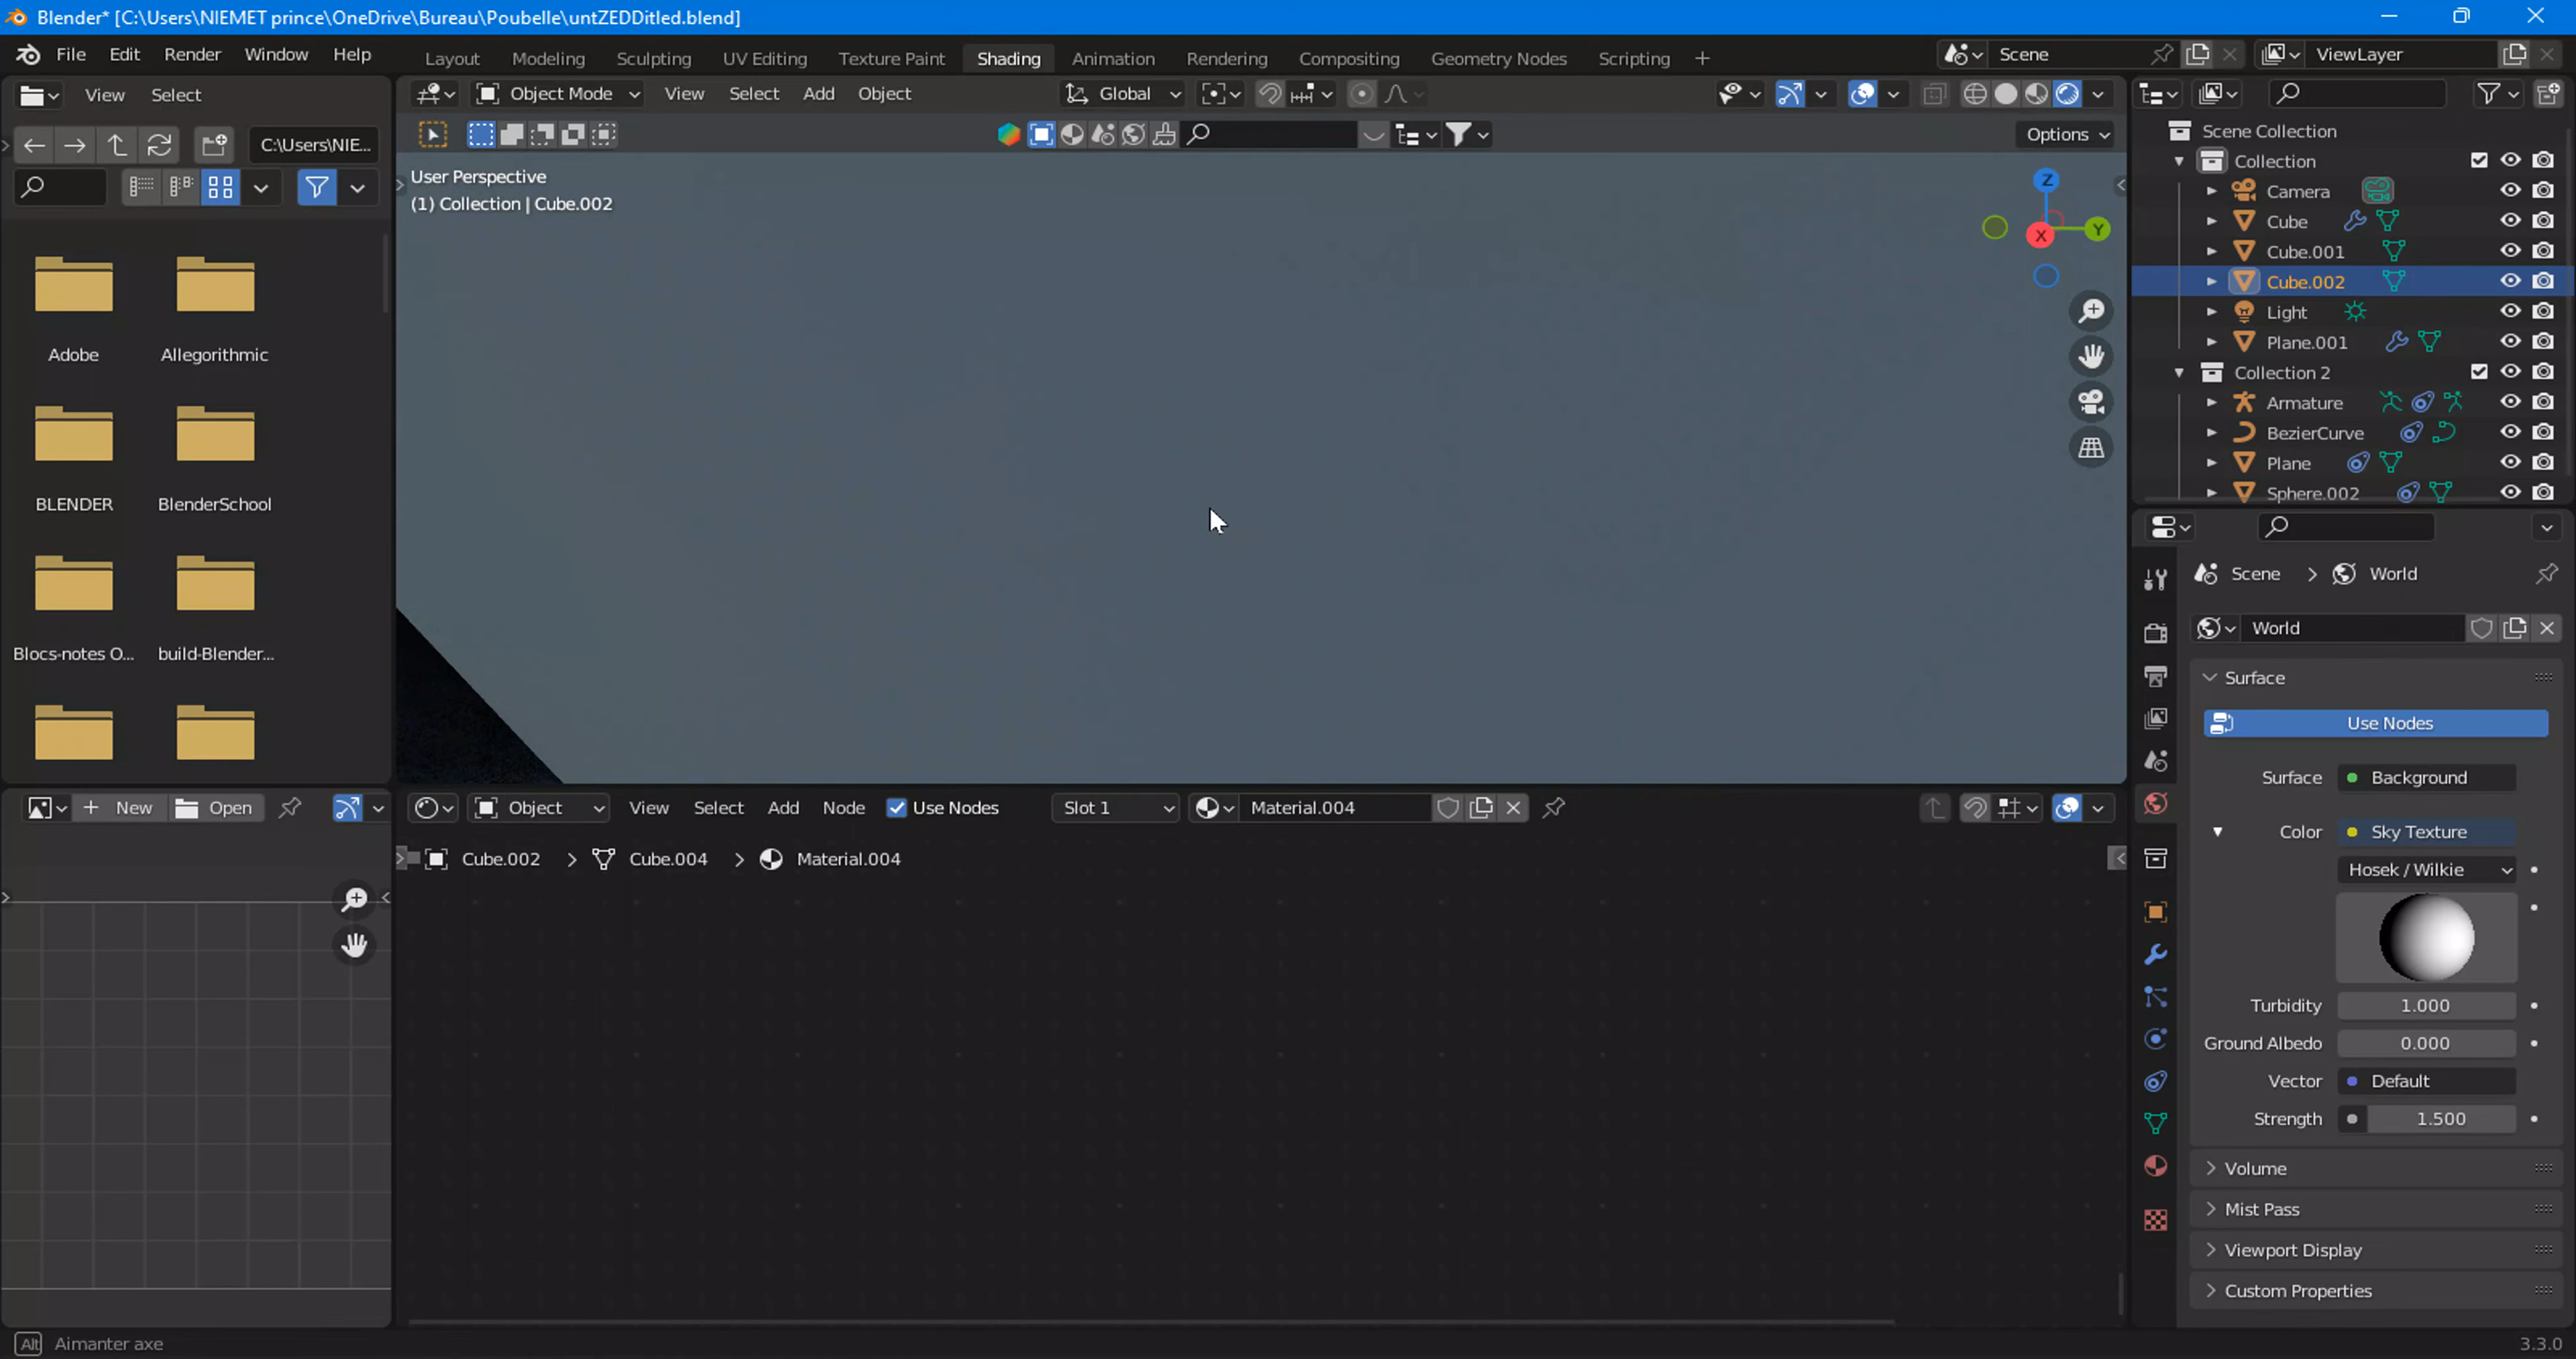 Blender* [C:\Users\NIEMET prince\OneDrive\Bureau\Poubelle\untZEDDitled.blend]
File Edit Render Window Help Layout Modeling Sculpting UV Editing Texture Paint Shading Animation Rendering Compositing Geometry Nodes Scripting + Scene ViewLayer
View Select
Object Mode View Select Add Object Global
C:\Users\NIE...
Options
User Perspective
(1) Collection | Cube.002
Z
Y
X
Adobe Allegorithmic
BLENDER BlenderSchool
Blocs-notes O... build-Blender...
Scene Collection
Collection
Camera
Cube
Cube.001
Cube.002
Light
Plane.001
Collection 2
Armature
BezierCurve
Plane
Sphere.002
Scene > World
World
Surface
Use Nodes
Surface Background
Color Sky Texture
Hosek / Wilkie
Turbidity 1.000
Ground Albedo 0.000
Vector Default
Strength 1.500
Volume
Mist Pass
Viewport Display
Custom Properties
+ New Open
Object View Select Add Node Use Nodes Slot 1 Material.004
Cube.002 > Cube.004 > Material.004
Alt Aimanter axe
3.3.0